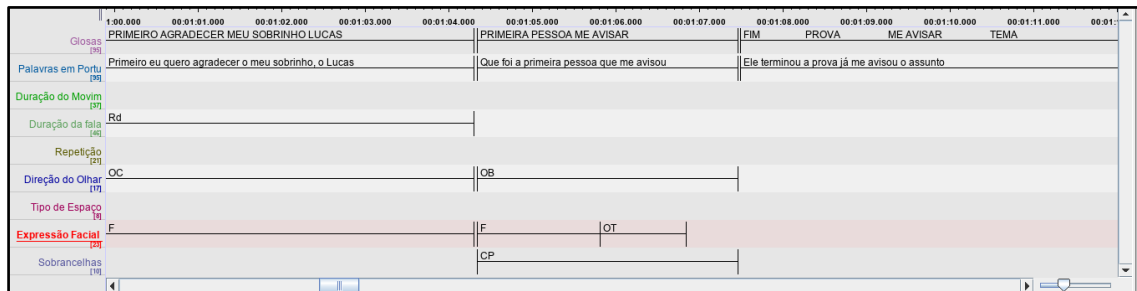 1:00.000 00:01:01.000 00:01:02.000 00:01:03.000 00:01:04.000 00:01:05.000 00:01:06.000 00:01:07.000 00:01:08.000 00:01:09.000 00:01:10.000 00:01:11.000 00:01:
Glosas PRIMEIRO AGRADECER MEU SOBRINHO LUCAS PRIMEIRA PESSOA ME AVISAR FIM PROVA ME AVISAR TEMA
[95]
Palavras em Portu Primeiro eu quero agradecer o meu sobrinho, o Lucas Que foi a primeira pessoa que me avisou Ele terminou a prova já me avisou o assunto
[95]
Duração do Movim
[37]
Duração da fala Rd
[46]
Repetição
[21]
Direção do Olhar OC OB
[17]
Tipo de Espaço
[8]
Expressão Facial F F OT
[23]
Sobrancelhas CP
[10]